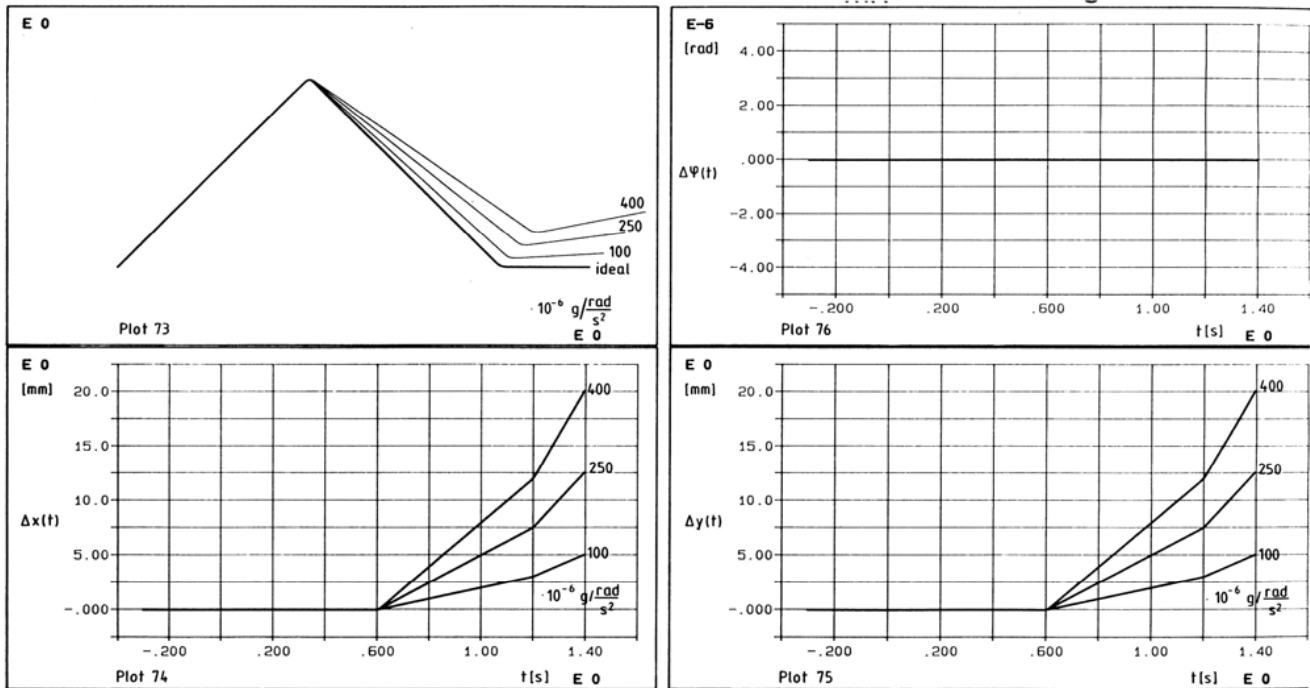 E 0
400
250
100
ideal
· 10⁻⁶ g/rad/s²
Plot 73
E 0
E-6
[rad]
4.00
2.00
.000
Δφ(t)
-2.00
-4.00
-.200
.200
.600
1.00
1.40
Plot 76
t[s]
E 0
E 0
[mm]
20.0
15.0
10.0
Δx(t)
5.00
-.000
400
250
100
· 10⁻⁶ g/rad/s²
-.200
.200
.600
1.00
1.40
Plot 74
t[s]
E 0
E 0
[mm]
20.0
15.0
10.0
Δy(t)
5.00
-.000
400
250
100
· 10⁻⁶ g/rad/s²
-.200
.200
.600
1.00
1.40
Plot 75
t[s]
E 0